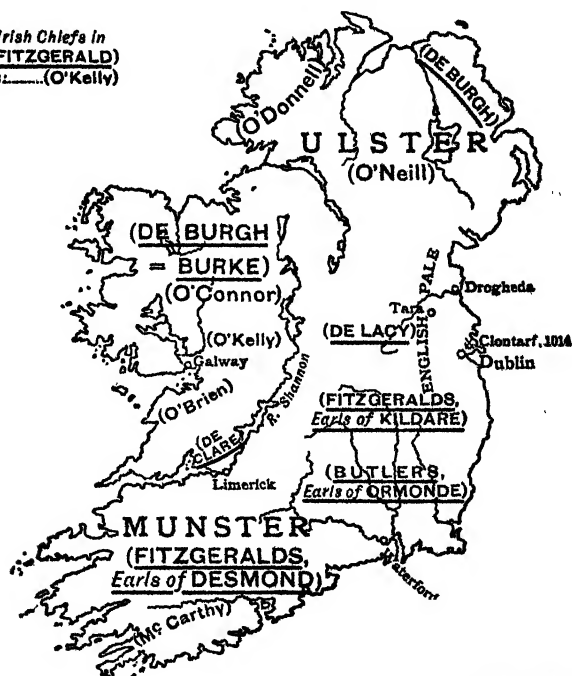 Irish Chiefs in
FITZGERALD)
(O'Kelly)
(DE BURGH)
(O'Donnell)
ULSTER
(O'Neill)
(DE BURGH
= BURKE)
(O'Connor)
ENGLISH PALE
Drogheda
Tara
(O'Kelly)
(DE LACY)
Clontarf, 1014
Dublin
Galway
R. Shannon
(O'Brien)
(FITZGERALDS,
Earls of KILDARE)
(DE
CLARE)
Limerick
(BUTLERS,
Earls of ORMONDE)
MUNSTER
(FITZGERALDS,
Earls of DESMOND)
Waterford
(McCarthy)